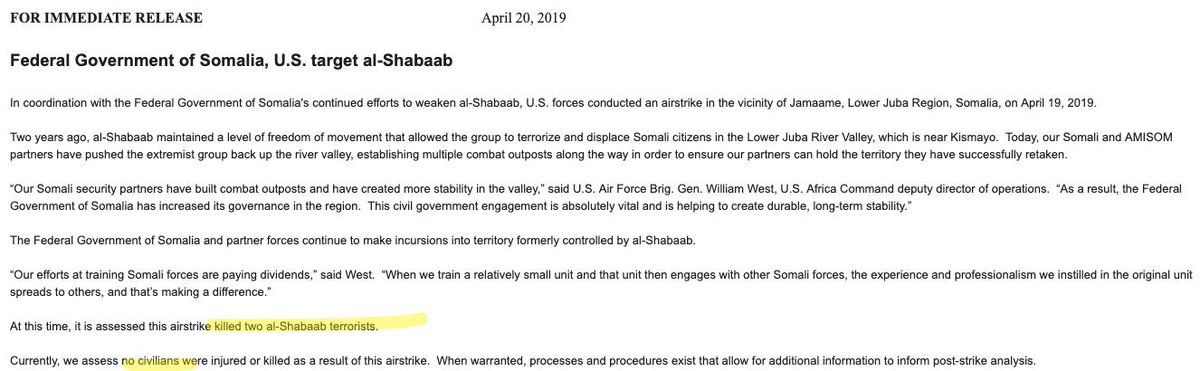 FOR IMMEDIATE RELEASE April 20, 2019
Federal Government of Somalia, U.S. target al-Shabaab
In coordination with the Federal Government of Somalia's continued efforts to weaken al-Shabaab, U.S. forces conducted an airstrike in the vicinity of Jamaame, Lower Juba Region, Somalia, on April 19, 2019.
Two years ago, al-Shabaab maintained a level of freedom of movement that allowed the group to terrorize and displace Somali citizens in the Lower Juba River Valley, which is near Kismayo.  Today, our Somali and AMISOM
partners have pushed the extremist group back up the river valley, establishing multiple combat outposts along the way in order to ensure our partners can hold the territory they have successfully retaken.
“Our Somali security partners have built combat outposts and have created more stability in the valley,” said U.S. Air Force Brig. Gen. William West, U.S. Africa Command deputy director of operations.  “As a result, the Federal
Government of Somalia has increased its governance in the region.  This civil government engagement is absolutely vital and is helping to create durable, long-term stability.”
The Federal Government of Somalia and partner forces continue to make incursions into territory formerly controlled by al-Shabaab.
“Our efforts at training Somali forces are paying dividends,” said West.  “When we train a relatively small unit and that unit then engages with other Somali forces, the experience and professionalism we instilled in the original unit
spreads to others, and that’s making a difference.”
At this time, it is assessed this airstrike killed two al-Shabaab terrorists.
Currently, we assess no civilians were injured or killed as a result of this airstrike.  When warranted, processes and procedures exist that allow for additional information to inform post-strike analysis.